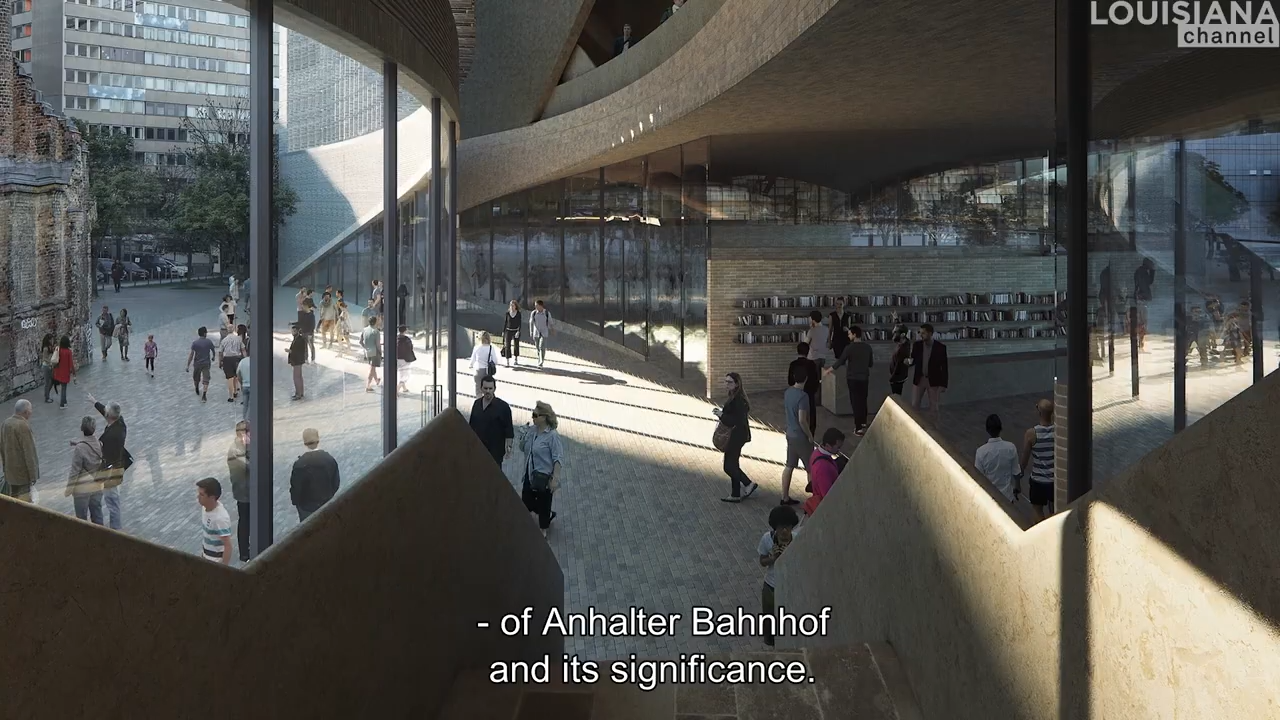 LOUISIANA
channel
- of Anhalter Bahnhof
and its significance.